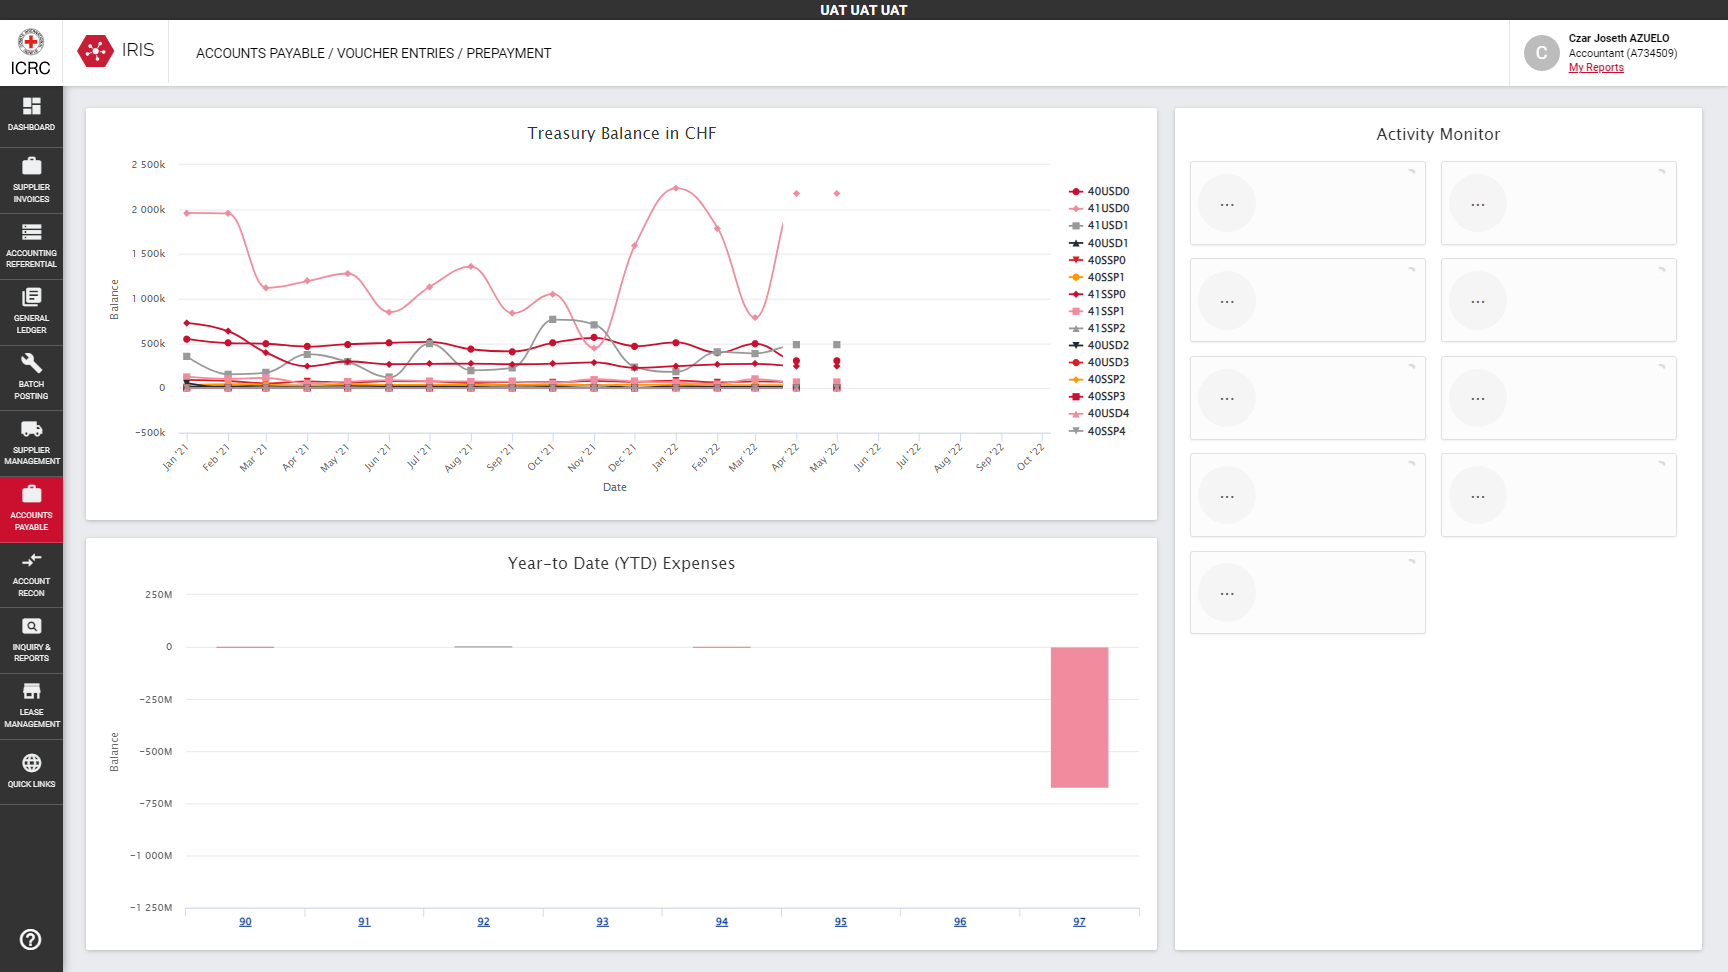 UAT UAT UAT
ICRC
IRIS
ACCOUNTS PAYABLE / VOUCHER ENTRIES / PREPAYMENT
C
Czar Joseth AZUELO
Accountant (A734509)
My Reports
DASHBOARD
SUPPLIER
INVOICES
ACCOUNTING
REFERENTIAL
GENERAL
LEDGER
BATCH
POSTING
SUPPLIER
MANAGEMENT
ACCOUNTS
PAYABLE
ACCOUNT
RECON
INQUIRY &
REPORTS
LEASE
MANAGEMENT
QUICK LINKS
Treasury Balance in CHF
Balance
2 500k
2 000k
1 500k
1 000k
500k
0
−500k
Jan '21
Feb '21
Mar '21
Apr '21
May '21
Jun '21
Jul '21
Aug '21
Sep '21
Oct '21
Nov '21
Dec '21
Jan '22
Feb '22
Mar '22
Apr '22
May '22
Jun '22
Jul '22
Aug '22
Sep '22
Oct '22
Date
40USD0
41USD0
41USD1
40USD1
40SSP0
40SSP1
41SSP0
41SSP1
41SSP2
40USD2
40USD3
40SSP2
40SSP3
40USD4
40SSP4
Year-to Date (YTD) Expenses
Balance
250M
0
−250M
−500M
−750M
−1 000M
−1 250M
90
91
92
93
94
95
96
97
Activity Monitor
... ...
... ...
... ...
... ...
...